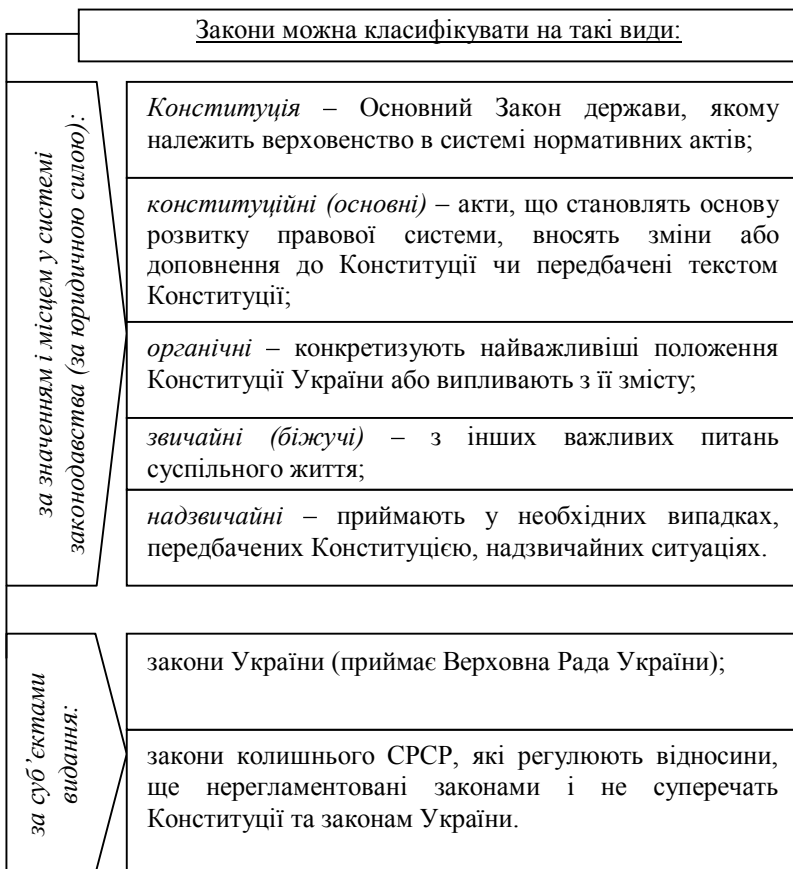 Закони можна класифікувати на такі види:
за значенням і місцем у системі
законодавства (за юридичною силою):
Конституція – Основний Закон держави, якому
належить верховенство в системі нормативних актів;
конституційні (основні) – акти, що становлять основу
розвитку правової системи, вносять зміни або
доповнення до Конституції чи передбачені текстом
Конституції;
органічні – конкретизують найважливіші положення
Конституції України або випливають з її змісту;
звичайні (біжучі) – з інших важливих питань
суспільного життя;
надзвичайні – приймають у необхідних випадках,
передбачених Конституцією, надзвичайних ситуаціях.
за суб’єктами
видання:
закони України (приймає Верховна Рада України);
закони колишнього СРСР, які регулюють відносини,
ще нерегламентовані законами і не суперечать
Конституції та законам України.